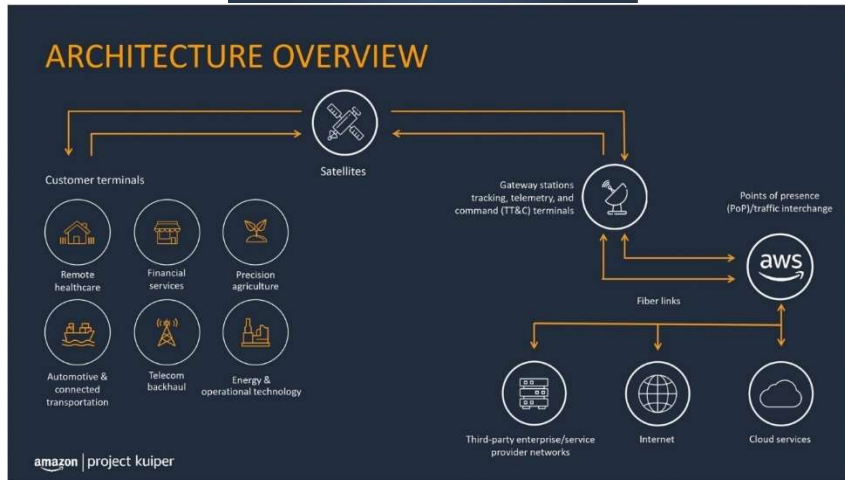 ARCHITECTURE OVERVIEW
Satellites
Customer terminals
Remote
healthcare
Financial
services
Precision
agriculture
Automotive &
connected
transportation
Telecom
backhaul
Energy &
operational technology
Gateway stations
tracking, telemetry, and
command (TT&C) terminals
Points of presence
(PoP)/traffic interchange
aws
Fiber links
Third-party enterprise/service
provider networks
Internet
Cloud services
amazon | project kuiper